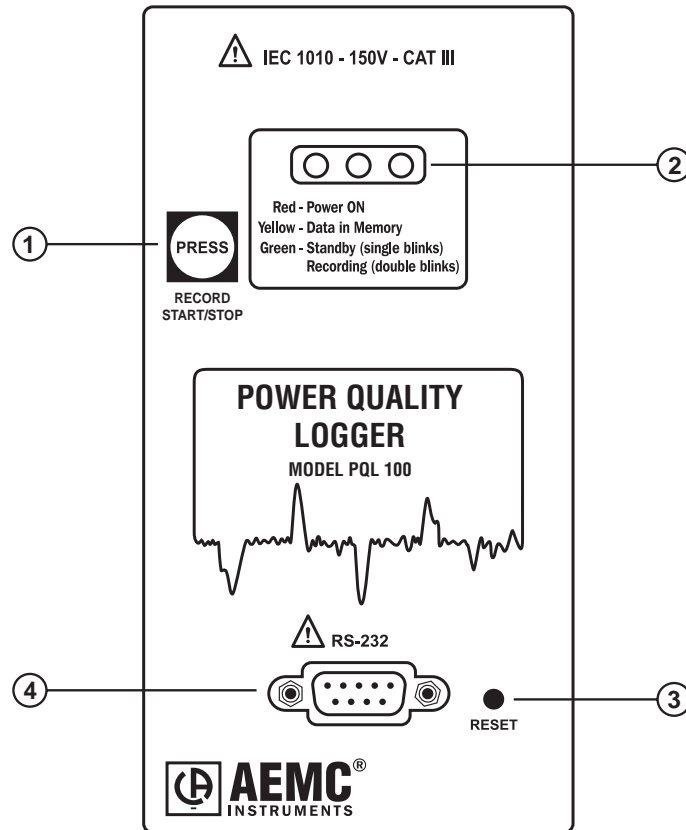 IEC 1010 - 150V - CAT III
2
Red - Power ON
Yellow - Data in Memory
Green - Standby (single blinks)
Recording (double blinks)
1
PRESS
RECORD
START/STOP
POWER QUALITY
LOGGER
MODEL PQL 100
RS-232
4
3
RESET
AEMC®
INSTRUMENTS